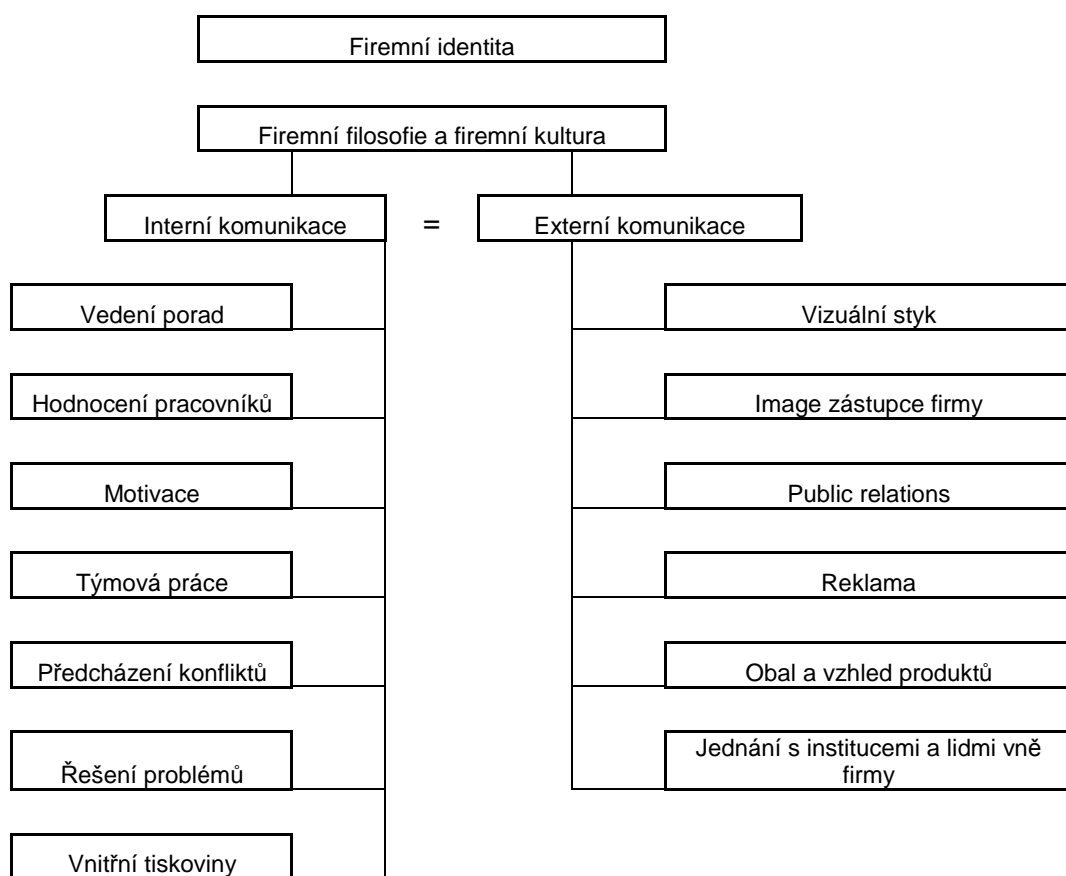 Firemní identita
Firemní filosofie a firemní kultura
Interní komunikace
=
Externí komunikace
Vedení porad
Vizuální styk
Hodnocení pracovníků
Image zástupce firmy
Motivace
Public relations
Týmová práce
Reklama
Předcházení konfliktů
Obal a vzhled produktů
Řešení problémů
Jednání s institucemi a lidmi vně
firmy
Vnitřní tiskoviny